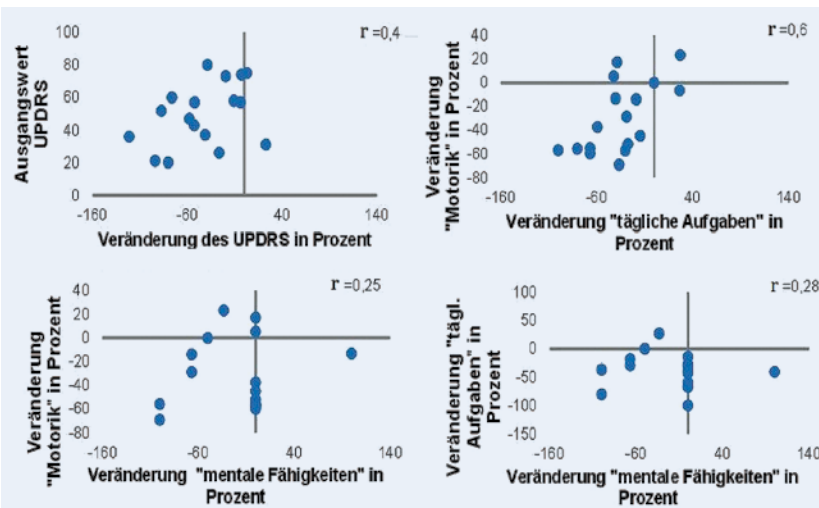 100
80
60
40
20
0
-160
-60
40
140
r =0,4
Ausgangswert
UPDRS
Veränderung des UPDRS in Prozent
40
20
0
-20
-40
-60
-80
-160
-60
40
140
r =0,6
Veränderung
"Motorik" in Prozent
Veränderung "tägliche Aufgaben" in
Prozent
40
20
0
-20
-40
-60
-80
-160
-60
40
140
r =0,25
Veränderung
"Motorik" in Prozent
Veränderung "mentale Fähigkeiten" in
Prozent
100
50
0
-50
-100
-150
-160
-60
40
140
r =0,28
Veränderung "tägl.
Aufgaben" in
Prozent
Veränderung "mentale Fähigkeiten" in
Prozent